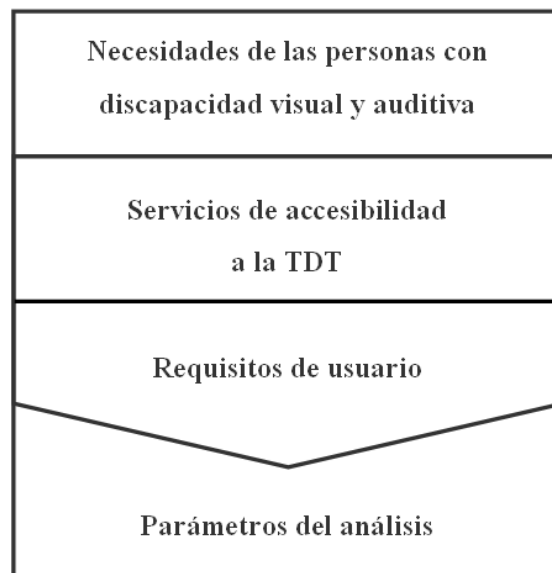 Necesidades de las personas con
discapacidad visual y auditiva
Servicios de accesibilidad
a la TDT
Requisitos de usuario
Parámetros del análisis